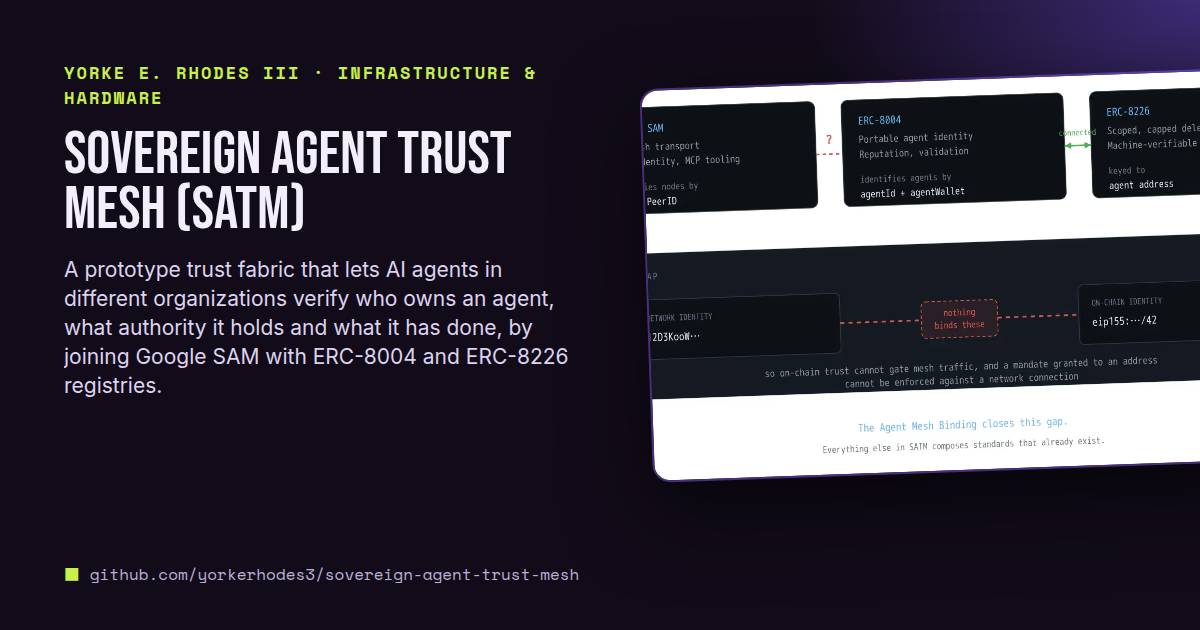 YORKE E. RHODES III · INFRASTRUCTURE &
HARDWARE
SOVEREIGN AGENT TRUST
MESH (SATM)
A prototype trust fabric that lets AI agents in
different organizations verify who owns an agent,
what authority it holds and what it has done, by
joining Google SAM with ERC-8004 and ERC-8226
registries.
github.com/yorkerhodes3/sovereign-agent-trust-mesh
SAM
h transport
dentity, MCP tooling
ies nodes by
PeerID
?
ERC-8004
Portable agent identity
Reputation, validation
identifies agents by
agentId + agentWallet
connected
ERC-8226
Scoped, capped dele
Machine-verifiable
keyed to
agent address
AP
ETWORK IDENTITY
2D3KooW···
nothing
binds these
ON-CHAIN IDENTITY
eip155:···/42
so on-chain trust cannot gate mesh traffic, and a mandate granted to an address
cannot be enforced against a network connection
The Agent Mesh Binding closes this gap.
Everything else in SATM composes standards that already exist.